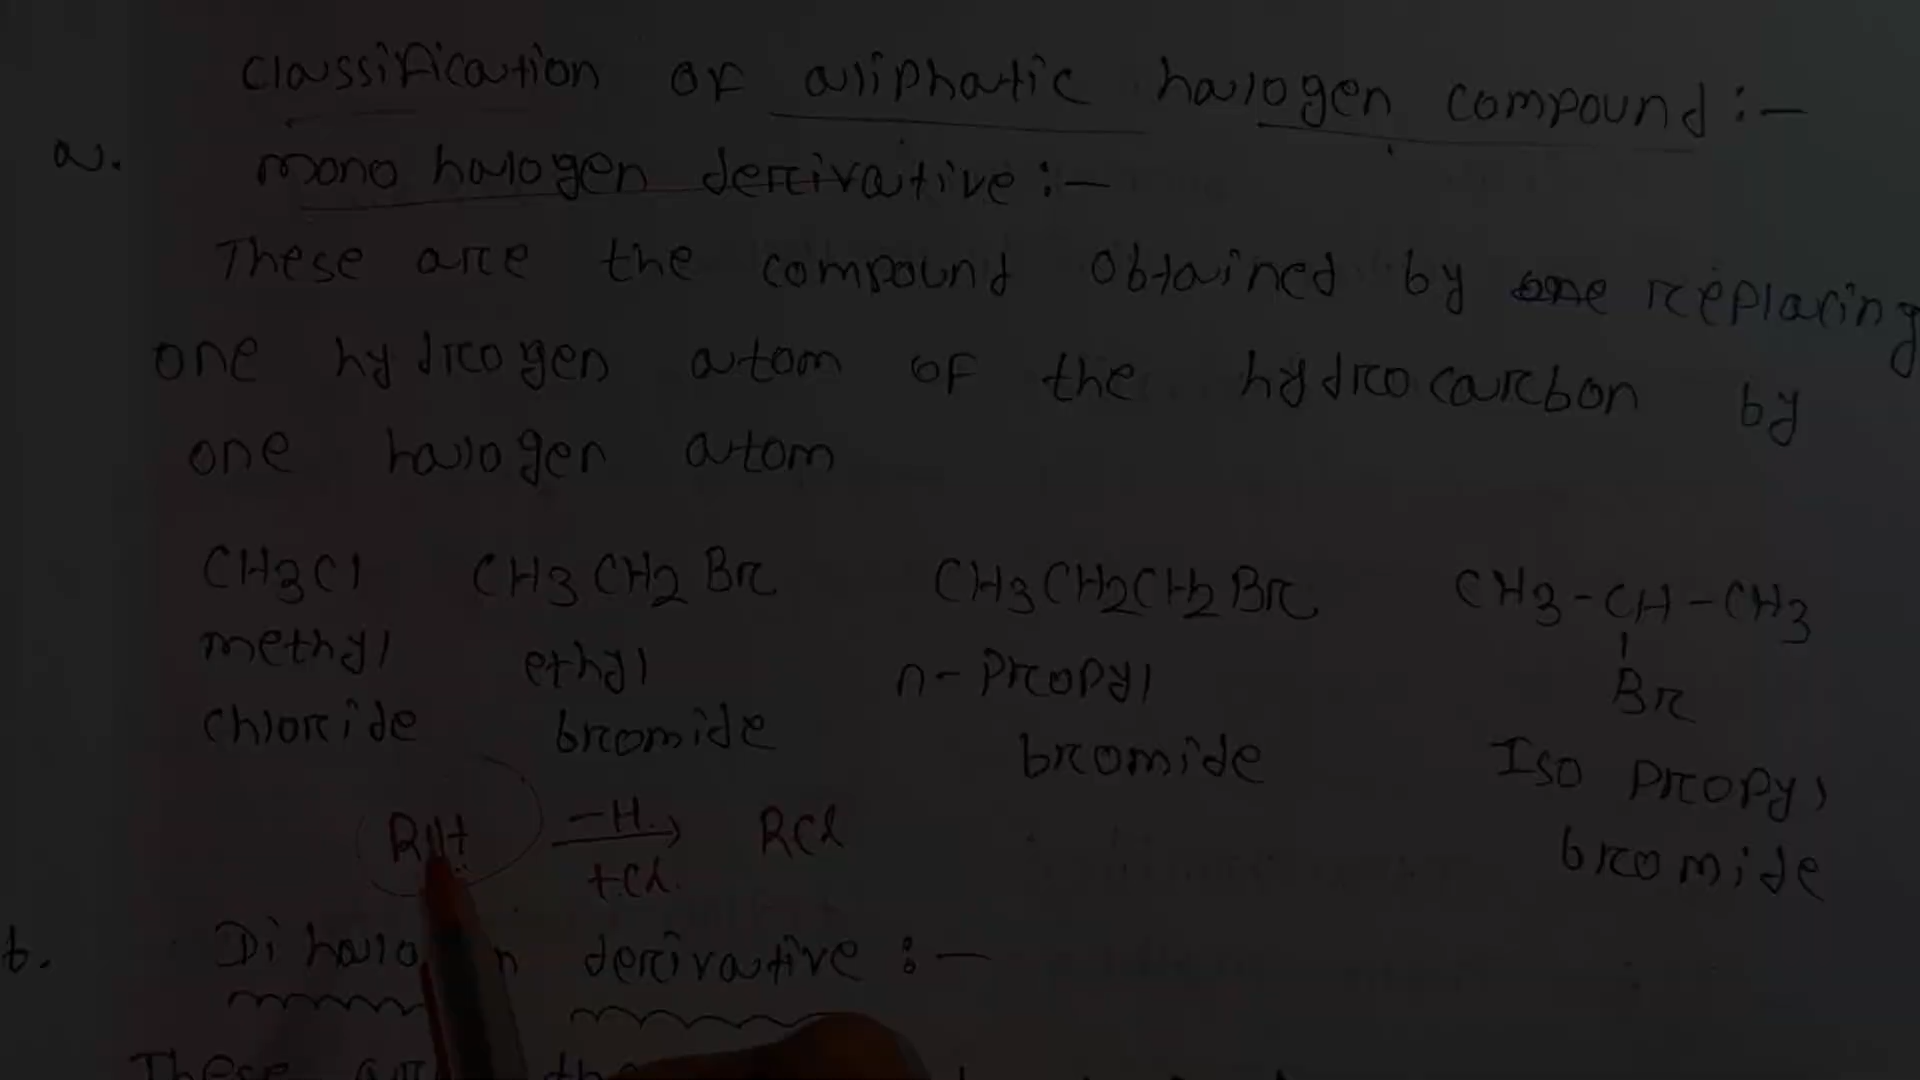 classification of aliphatic halogen compound :-
a. mono halogen derivative :-
These are the compound obtained by replacing
one hydrogen atom of the hydrocarbon by
one halogen atom
CH3Cl CH3CH2Br CH3CH2CH2Br CH3-CH-CH3
Br
methyl ethyl n-propyl Iso propyl
chloride bromide bromide bromide
-H.
RH → RCl
+Cl.
b. Di halo n derivative :-
These